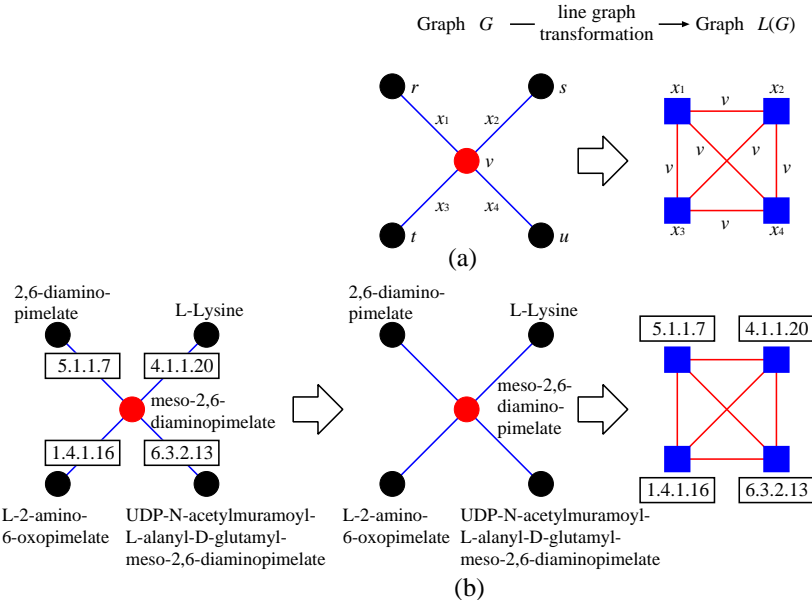 Graph G line graph transformation Graph L(G)
r
s
x1
x2
v
x3
x4
t
u
x1
x2
v
v
v
v
v
v
x3
x4
(a)
2,6-diamino-
pimelate
L-Lysine
5.1.1.7
4.1.1.20
meso-2,6-
diaminopimelate
1.4.1.16
6.3.2.13
L-2-amino-
6-oxopimelate
UDP-N-acetylmuramoyl-
L-alanyl-D-glutamyl-
meso-2,6-diaminopimelate
2,6-diamino-
pimelate
L-Lysine
meso-2,6-
diamino-
pimelate
L-2-amino-
6-oxopimelate
UDP-N-acetylmuramoyl-
L-alanyl-D-glutamyl-
meso-2,6-diaminopimelate
5.1.1.7
4.1.1.20
1.4.1.16
6.3.2.13
(b)